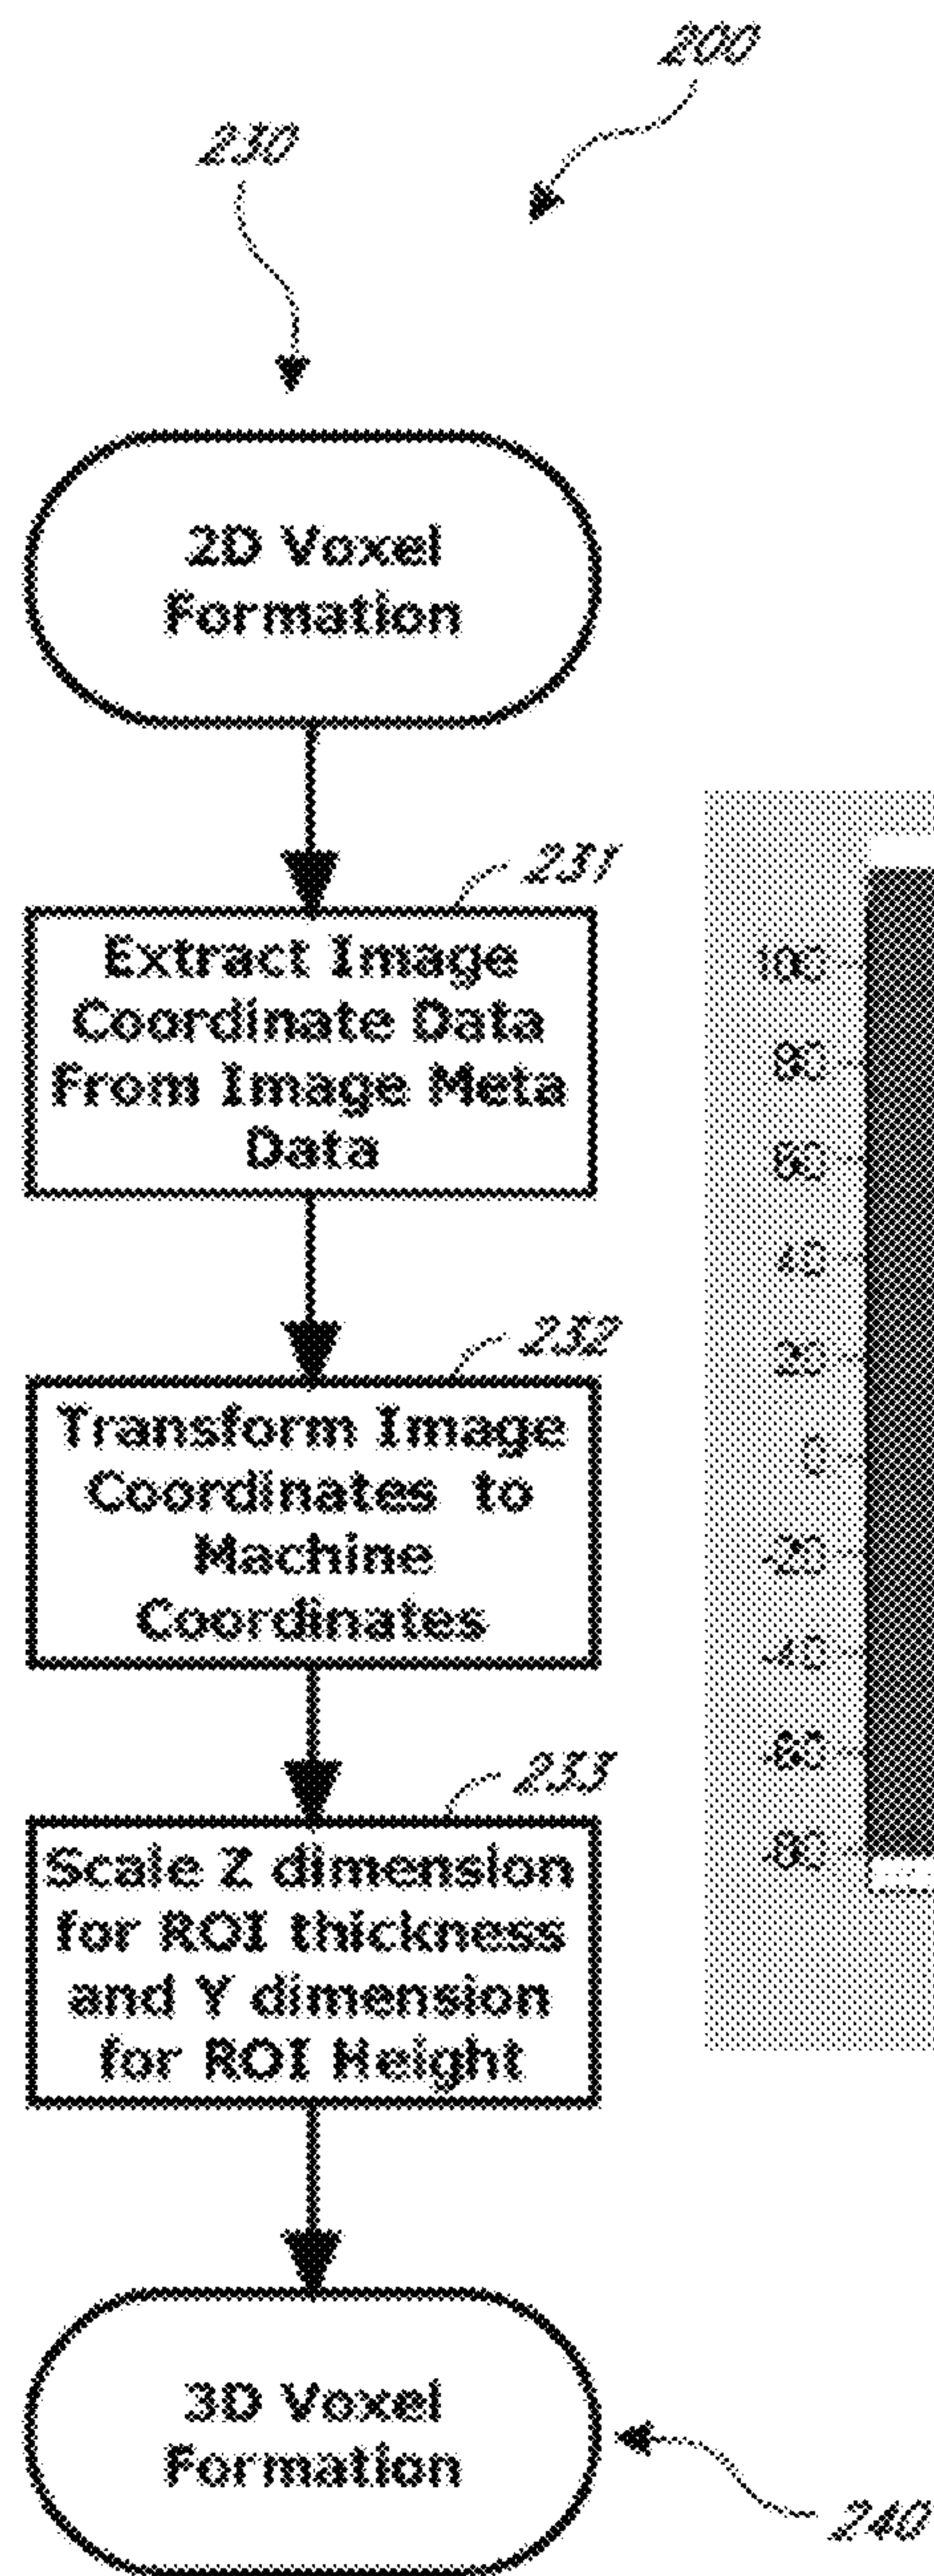 200
230
2D Voxel
Formation
231
Extract Image
Coordinate Data
From Image Meta
Data
232
Transform Image
Coordinates to
Machine
Coordinates
233
Scale Z dimension
for ROI thickness
and Y dimension
for ROI Height
3D Voxel
Formation
240